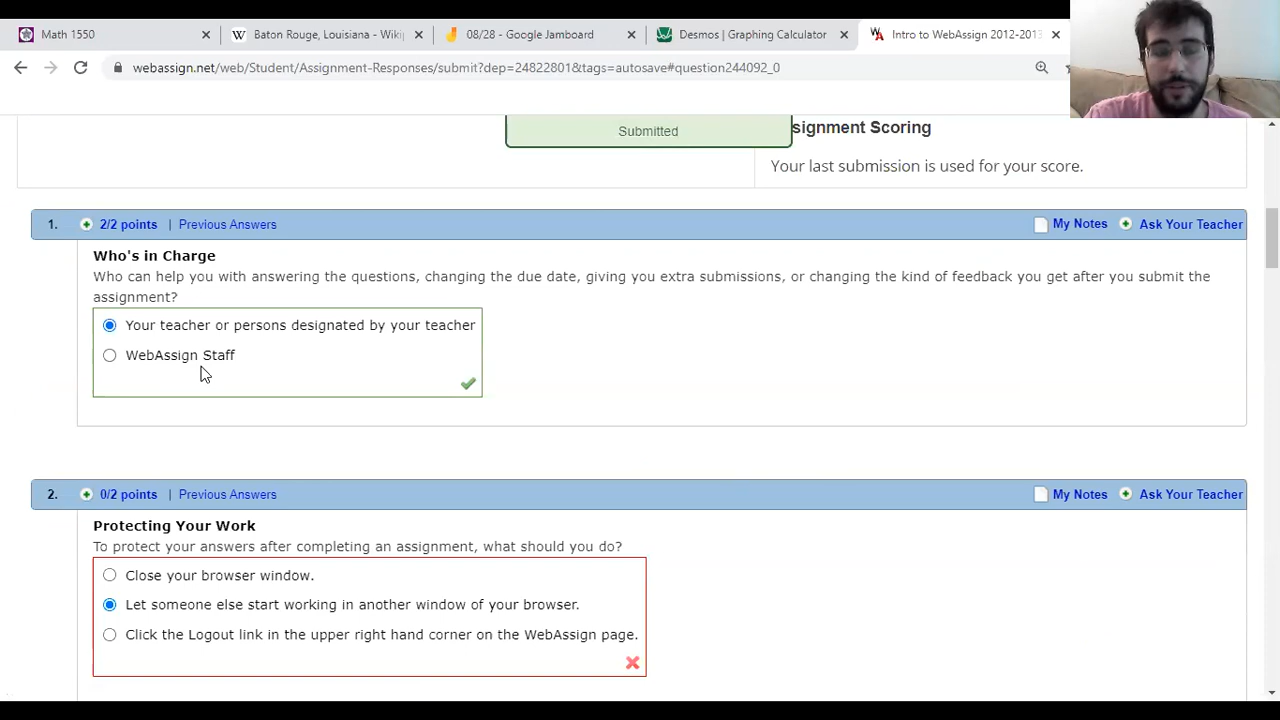 Math 1550
Baton Rouge, Louisiana - Wiki
08/28 - Google Jamboard
Desmos | Graphing Calculator
Intro to WebAssign 2012-2013
webassign.net/web/Student/Assignment-Responses/submit?dep=24822801&tags=autosave#question244092_0
Submitted
signment Scoring
Your last submission is used for your score.
1. 2/2 points | Previous Answers My Notes Ask Your Teacher
Who's in Charge
Who can help you with answering the questions, changing the due date, giving you extra submissions, or changing the kind of feedback you get after you submit the
assignment?
Your teacher or persons designated by your teacher
WebAssign Staff
2. 0/2 points | Previous Answers My Notes Ask Your Teacher
Protecting Your Work
To protect your answers after completing an assignment, what should you do?
Close your browser window.
Let someone else start working in another window of your browser.
Click the Logout link in the upper right hand corner on the WebAssign page.